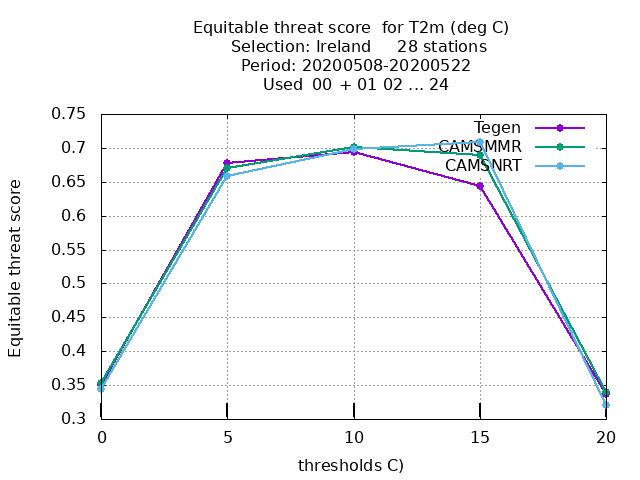 Equitable threat score  for T2m (deg C)
Selection: Ireland     28 stations
Period: 20200508-20200522
Used  00 + 01 02 ... 24
Equitable threat score
0.75
0.7
0.65
0.6
0.55
0.5
0.45
0.4
0.35
0.3
Tegen
CAMSMMR
CAMSNRT
0
5
10
15
20
thresholds C)